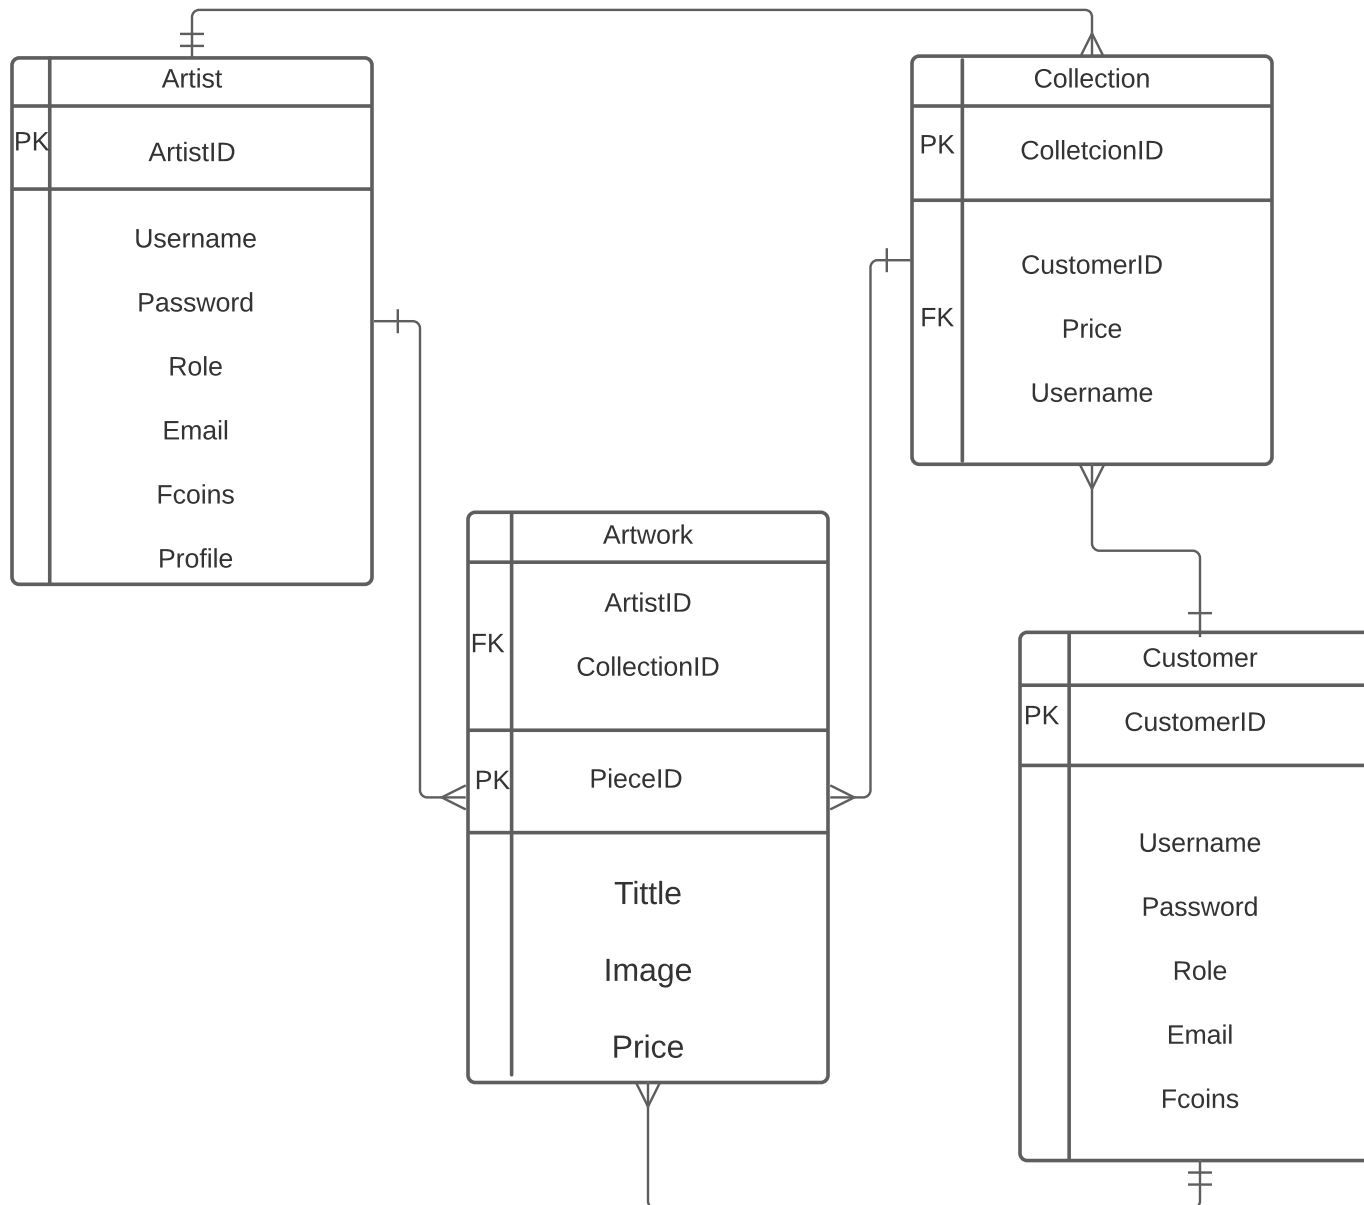 Artist
PK
ArtistID
Username
Password
Role
Email
Fcoins
Profile
Collection
PK
ColletcionID
FK
CustomerID
Price
Username
Artwork
FK
ArtistID
CollectionID
PK
PieceID
Tittle
Image
Price
Customer
PK
CustomerID
Username
Password
Role
Email
Fcoins